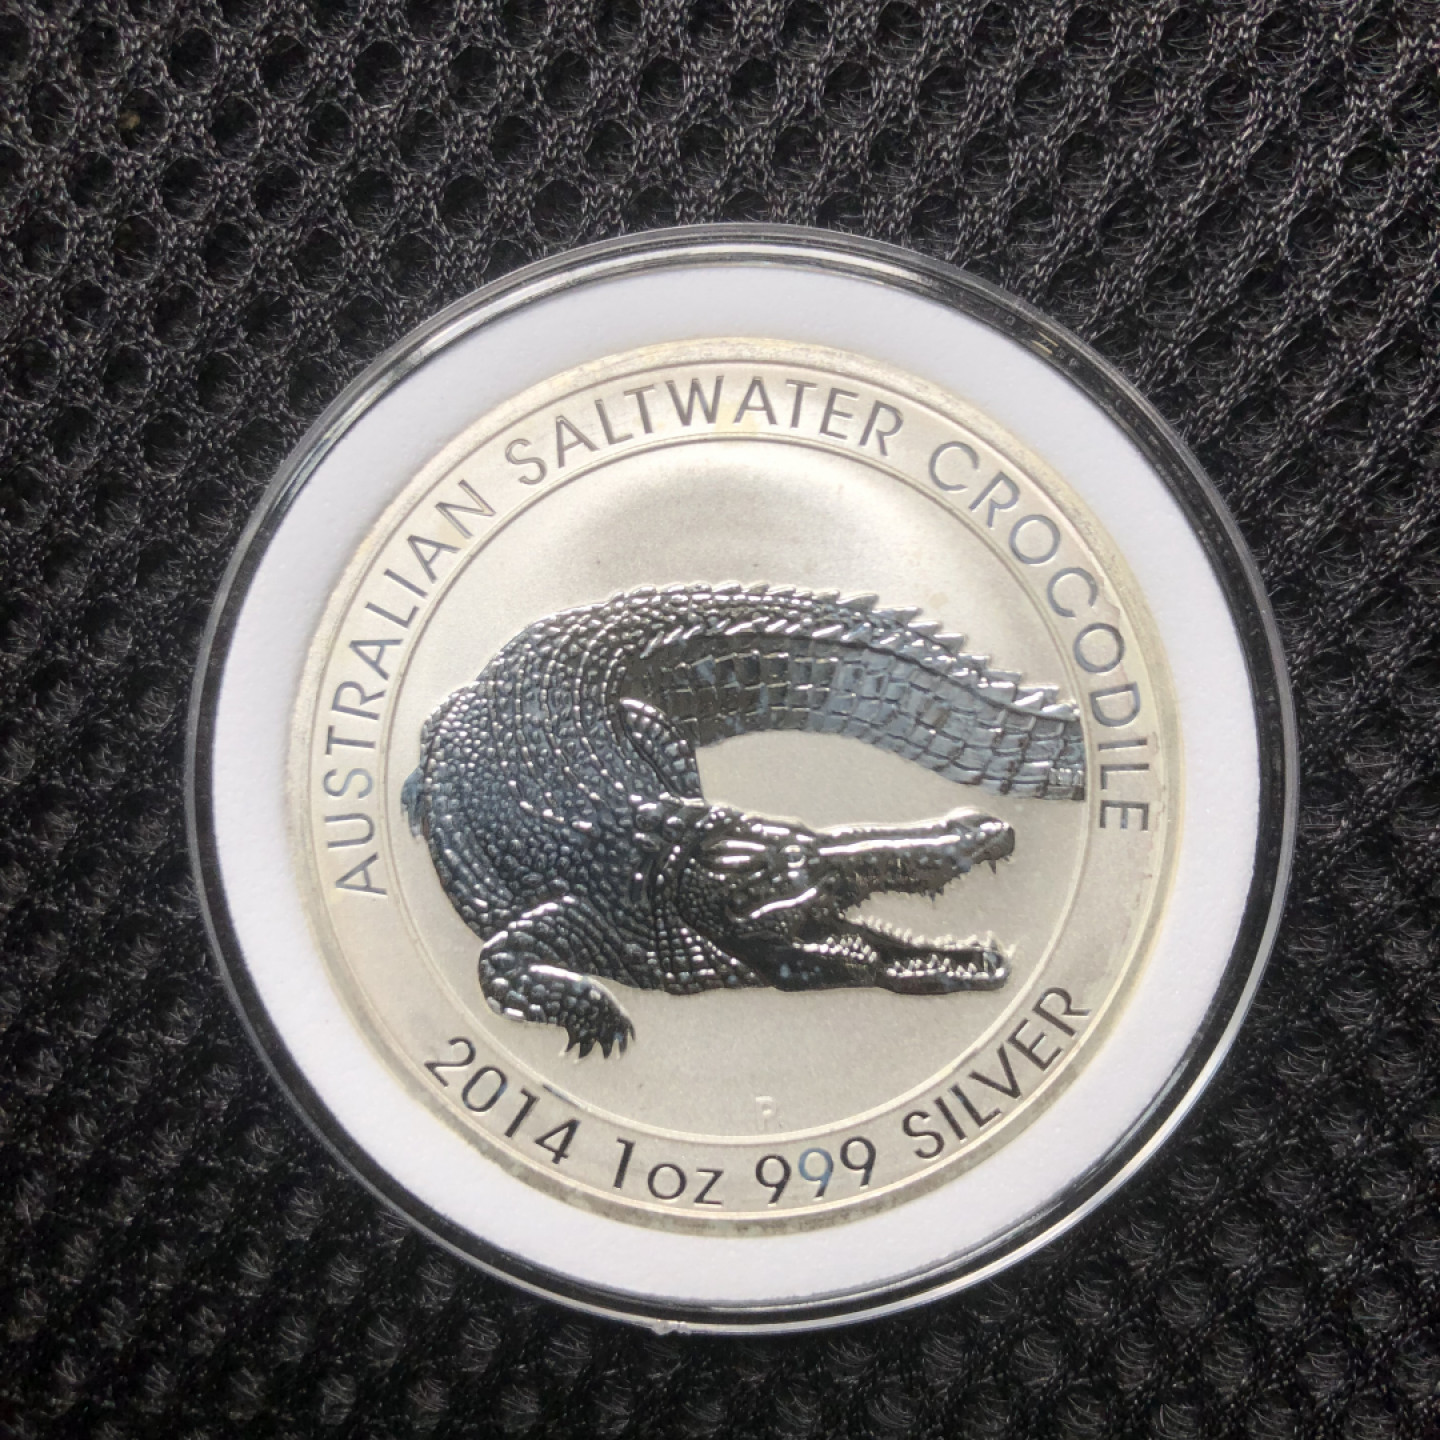 AUSTRALIAN SALTWATER CROCODILE
P
2014 1oz 999 SILVER